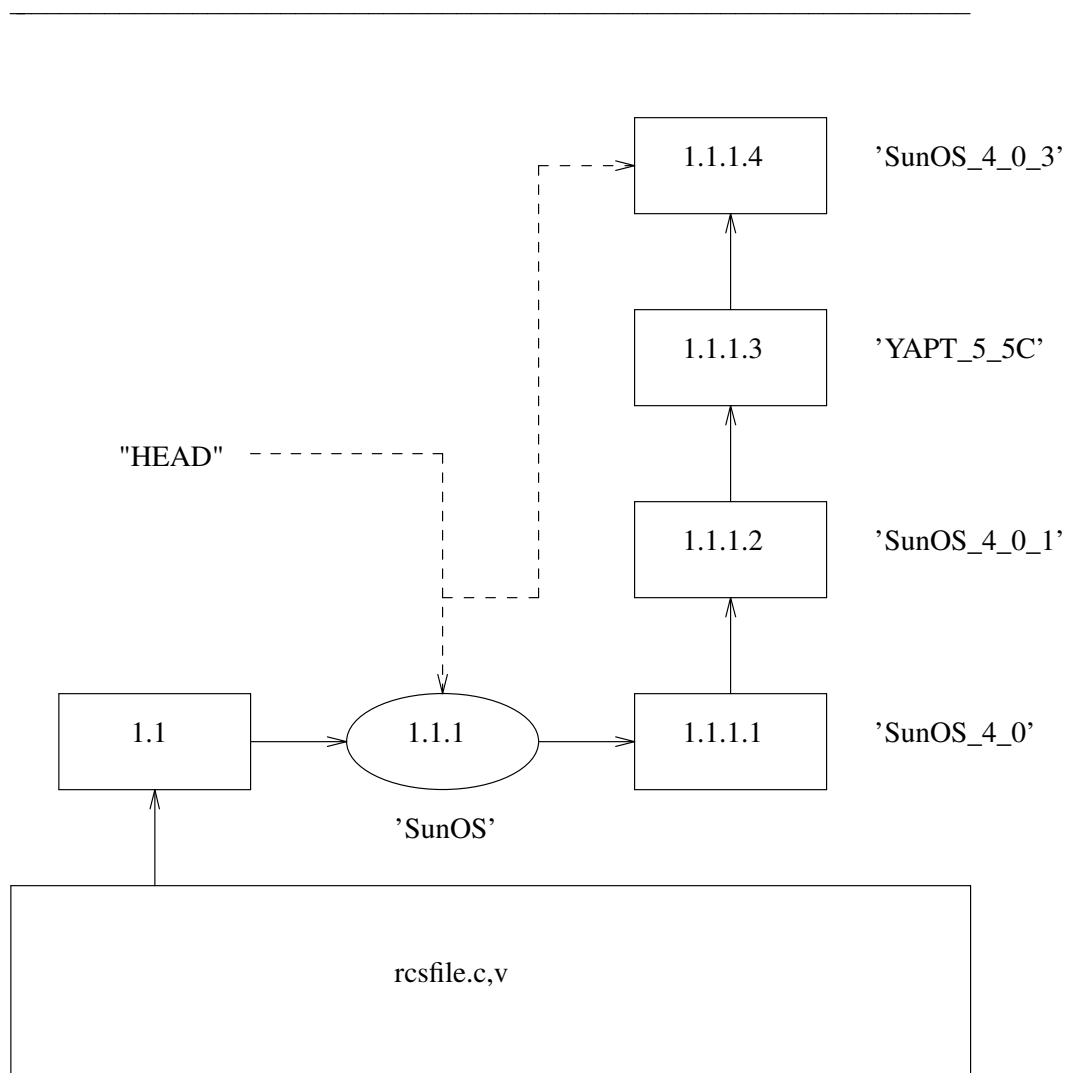 1.1.1.4 ’SunOS_4_0_3’
1.1.1.3 ’YAPT_5_5C’
"HEAD"
1.1.1.2 ’SunOS_4_0_1’
1.1 1.1.1 1.1.1.1 ’SunOS_4_0’
’SunOS’
rcsfile.c,v